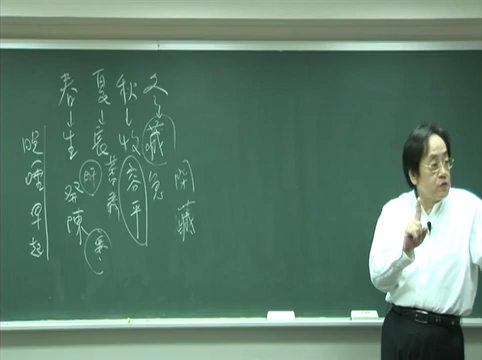 春 夏 秋 冬
↓ ↓ ↓ ↓
生 長 收 藏
蕃秀 容平 閉藏
發陳
晚睡早起